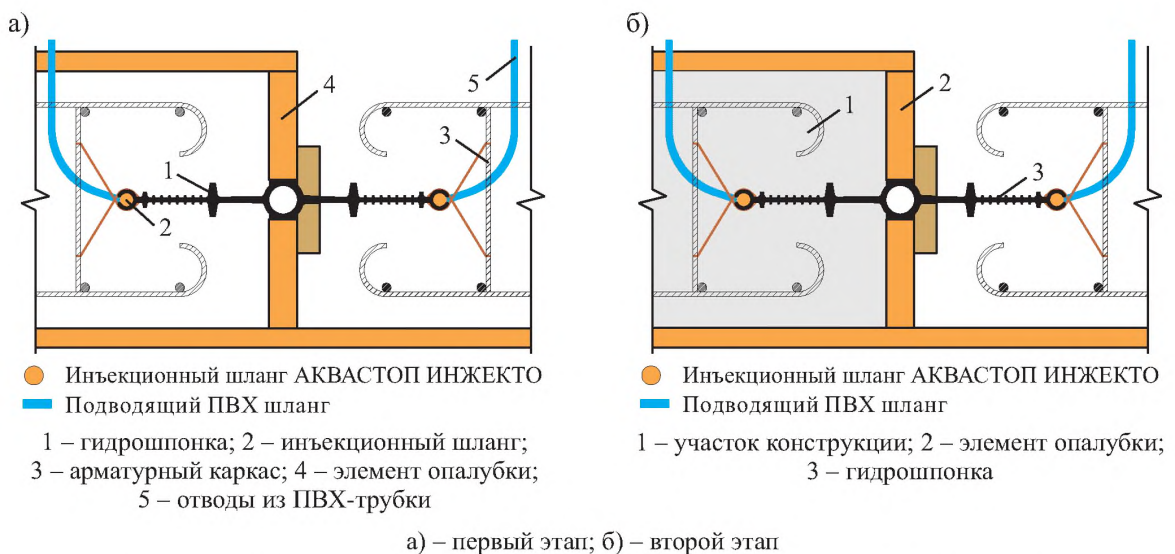 а)
4
5
3
1
2
Инъекционный шланг АКВАСТОП ИНЖЕКТО
Подводящий ПВХ шланг
1 – гидрошпонка; 2 – инъекционный шланг;
3 – арматурный каркас; 4 – элемент опалубки;
5 – отводы из ПВХ-трубки
б)
1
2
3
Инъекционный шланг АКВАСТОП ИНЖЕКТО
Подводящий ПВХ шланг
1 – участок конструкции; 2 – элемент опалубки;
3 – гидрошпонка
а) – первый этап; б) – второй этап